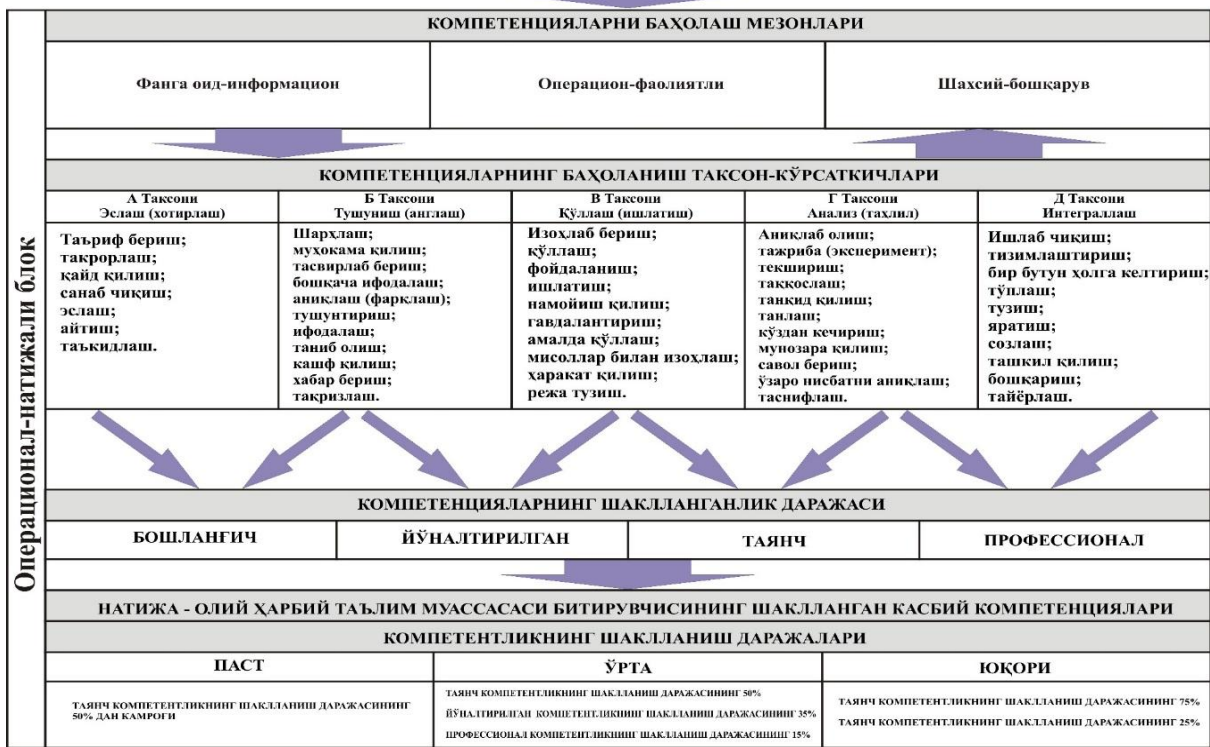 КОМПЕТЕНЦИЯЛАРНИ БАҲОЛАШ МЕЗОНЛАРИ
Фанга оид-информацион
Операцион-фаолиятли
Шахсий-бошқарув
КОМПЕТЕНЦИЯЛАРНИНГ БАҲОЛАНИШ ТАКСОН-КЎРСАТКИЧЛАРИ
А Таксони
Эслаш (хотирлаш)
Таъриф бериш;
такрорлаш;
қайд қилиш;
санаб чиқиш;
эслаш;
айтиш;
таъкидлаш.
Б Таксони
Тушуниш (англаш)
Шарҳлаш;
муҳокама қилиш;
тасвирлаб бериш;
бошқача ифодалаш;
аниқлаш (фарқлаш);
тушунтириш;
ифодалаш;
таниб олиш;
кашф қилиш;
хабар бериш;
тақризлаш.
В Таксони
Қўллаш (ишлатиш)
Изоҳлаб бериш;
қўллаш;
фойдаланиш;
ишлатиш;
намойиш қилиш;
гавдалантириш;
амалда қўллаш;
мисоллар билан изоҳлаш;
ҳаракат қилиш;
режа тузиш.
Г Таксони
Анализ (таҳлил)
Аниқлаб олиш;
тажриба (эксперимент);
текшириш;
таққослаш;
танқид қилиш;
танлаш;
кўздан кечириш;
мунозара қилиш;
савол бериш;
ўзаро нисбатни аниқлаш;
таснифлаш.
Д Таксони
Интеграллаш
Ишлаб чиқиш;
тизимлаштириш;
бир бутун ҳолга келтириш;
тўплаш;
тузиш;
яратиш;
созлаш;
ташкил қилиш;
бошқариш;
тайёрлаш.
Операционал-натижали блок
КОМПЕТЕНЦИЯЛАРНИНГ ШАКЛЛАНГАНЛИК ДАРАЖАСИ
БОШЛАНҒИЧ
ЙЎНАЛТИРИЛГАН
ТАЯНЧ
ПРОФЕССИОНАЛ
НАТИЖА - ОЛИЙ ҲАРБИЙ ТАЪЛИМ МУАССАСАСИ БИТИРУВЧИСИНИНГ ШАКЛЛАНГАН КАСБИЙ КОМПЕТЕНЦИЯЛАРИ
КОМПЕТЕНТЛИКНИНГ ШАКЛЛАНИШ ДАРАЖАЛАРИ
ПАСТ
ТАЯНЧ КОМПЕТЕНТЛИКНИНГ ШАКЛЛАНИШ ДАРАЖАСИНИНГ
50% ДАН КАМРОҒИ
ЎРТА
ТАЯНЧ КОМПЕТЕНТЛИКНИНГ ШАКЛЛАНИШ ДАРАЖАСИНИНГ 50%
ЙЎНАЛТИРИЛГАН КОМПЕТЕНТЛИКНИНГ ШАКЛЛАНИШ ДАРАЖАСИНИНГ 35%
ПРОФЕССИОНАЛ КОМПЕТЕНТЛИКНИНГ ШАКЛЛАНИШ ДАРАЖАСИНИНГ 15%
ЮҚОРИ
ТАЯНЧ КОМПЕТЕНТЛИКНИНГ ШАКЛЛАНИШ ДАРАЖАСИНИНГ 75%
ТАЯНЧ КОМПЕТЕНТЛИКНИНГ ШАКЛЛАНИШ ДАРАЖАСИНИНГ 25%